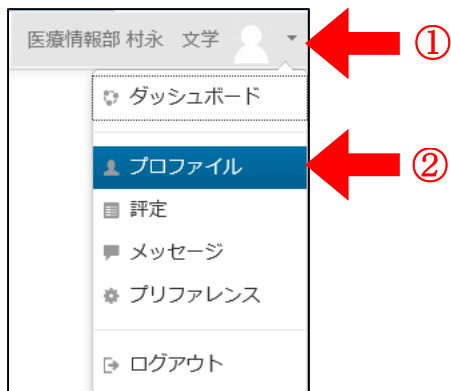 医療情報部 村永 文学 ①
ダッシュボード
プロファイル ②
評定
メッセージ
プリファレンス
ログアウト